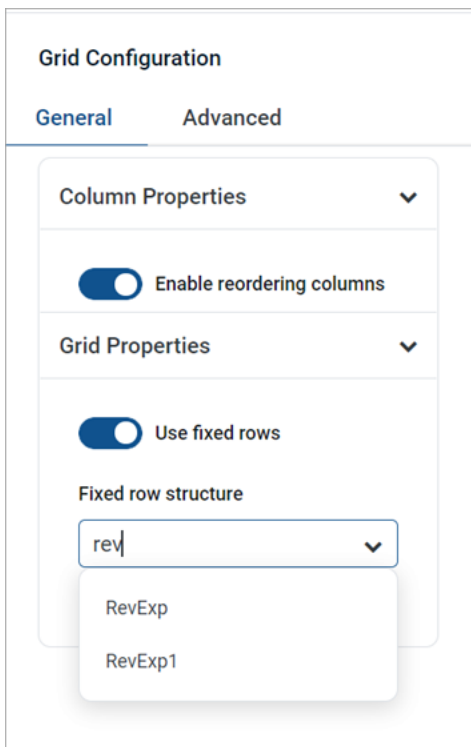 Grid Configuration
General Advanced
Column Properties
Enable reordering columns
Grid Properties
Use fixed rows
Fixed row structure
rev
RevExp
RevExp1